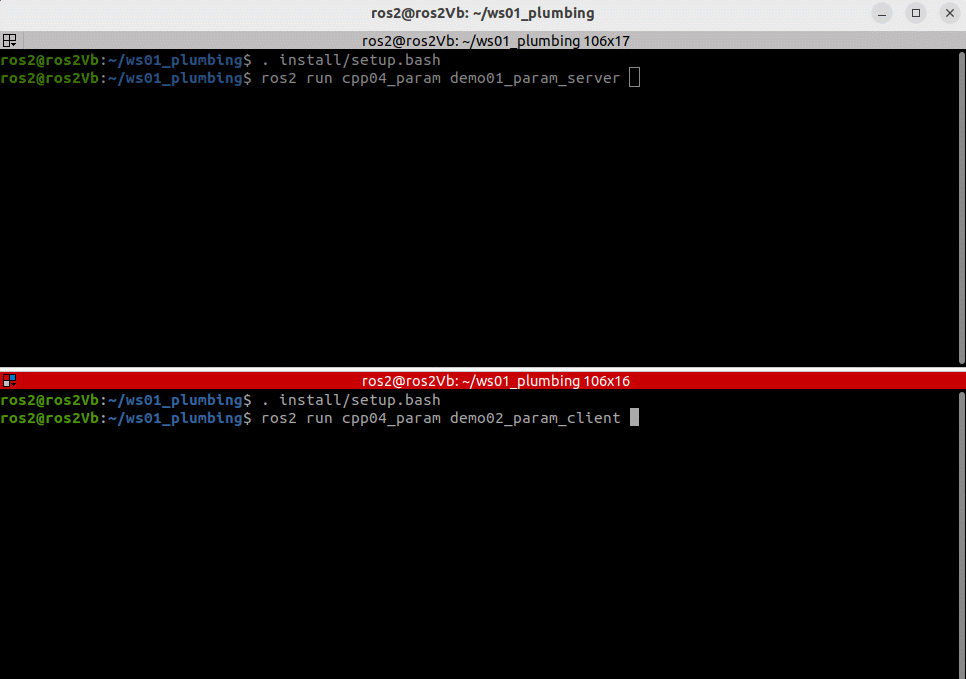 ros2@ros2Vb: ~/ws01_plumbing
ros2@ros2Vb: ~/ws01_plumbing 106x17
ros2@ros2Vb:~/ws01_plumbing$ . install/setup.bash
ros2@ros2Vb:~/ws01_plumbing$ ros2 run cpp04_param demo01_param_server
ros2@ros2Vb: ~/ws01_plumbing 106x16
ros2@ros2Vb:~/ws01_plumbing$ . install/setup.bash
ros2@ros2Vb:~/ws01_plumbing$ ros2 run cpp04_param demo02_param_client